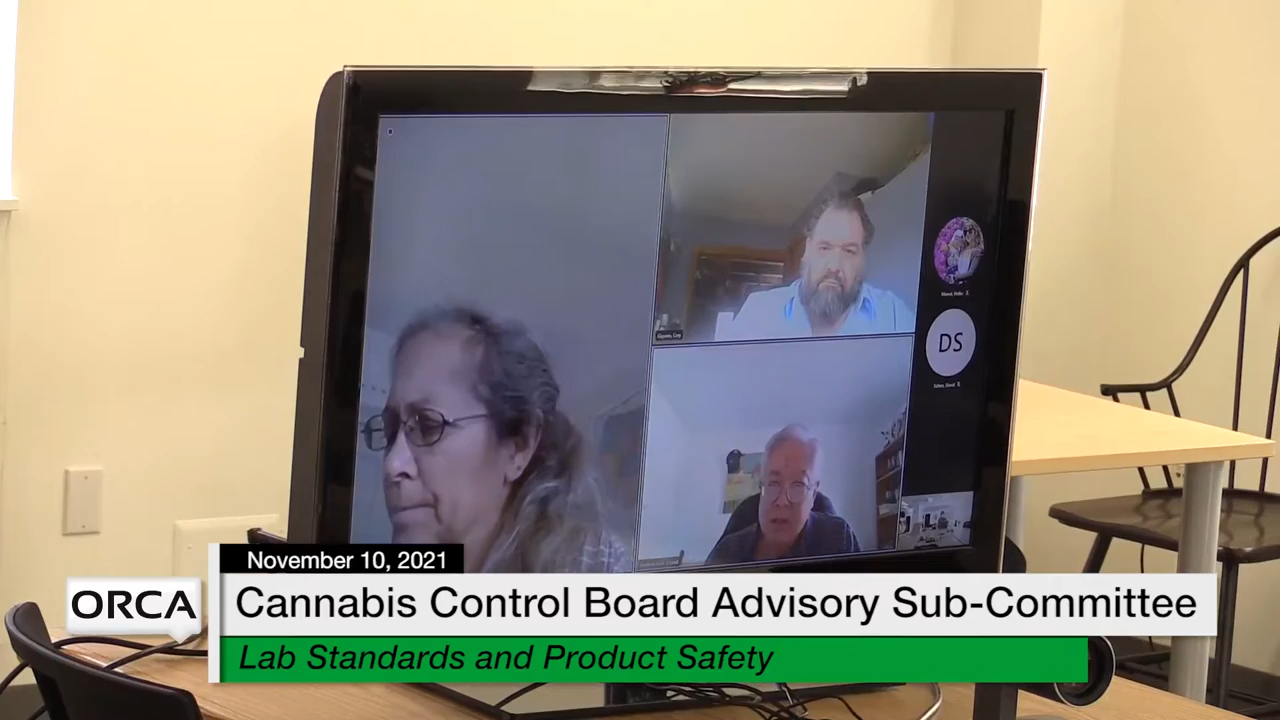 DS
November 10, 2021
ORCA
Cannabis Control Board Advisory Sub-Committee
Lab Standards and Product Safety